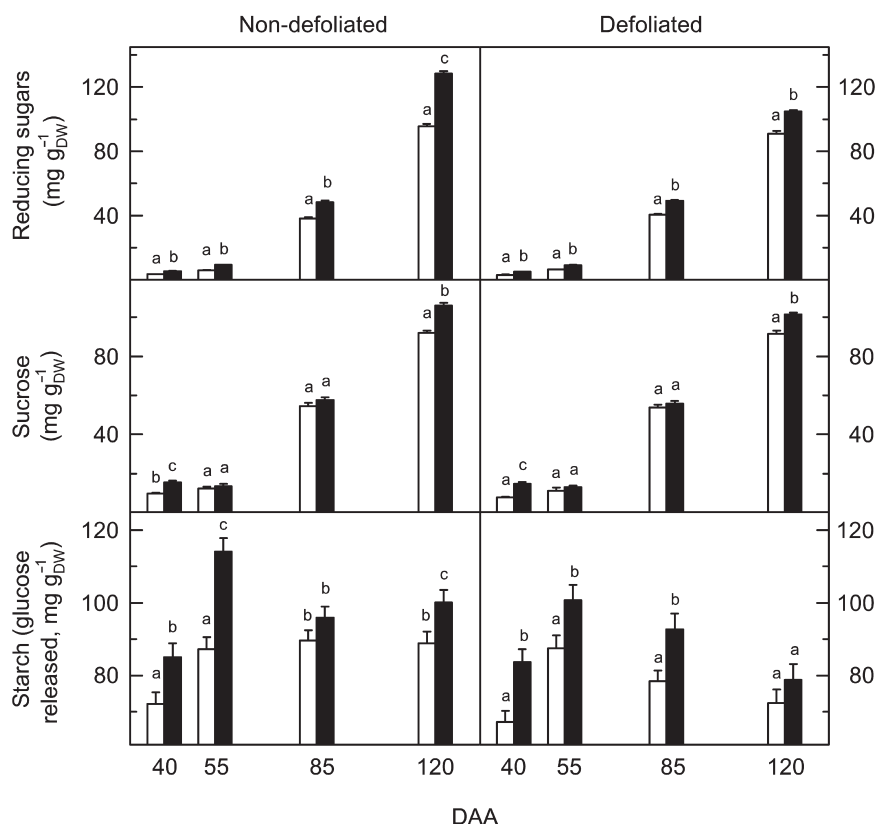 Non-defoliated Defoliated
Reducing sugars
(mg g⁻¹DW)
120 120
80 80
40 40
a b a b a b a c
a b a b a b a b
Sucrose
(mg g⁻¹DW)
80 80
40 40
b c a a a a a b
a c a a a a a b
Starch (glucose
released, mg g⁻¹DW)
120 120
100 100
80 80
a b a c b b b c
a b a b a b a a
40 55 85 120 40 55 85 120
DAA